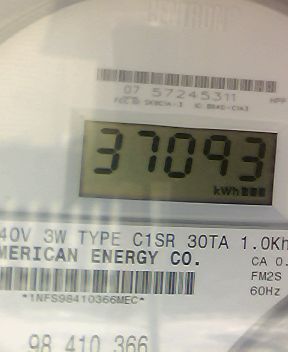 07 57245311
37093
kWh
40V 3W TYPE C1SR 30TA 1.0Kh
MERICAN ENERGY CO.
CA 0.
FM2S
60Hz
*1NFS98410366MEC*
98 410 366